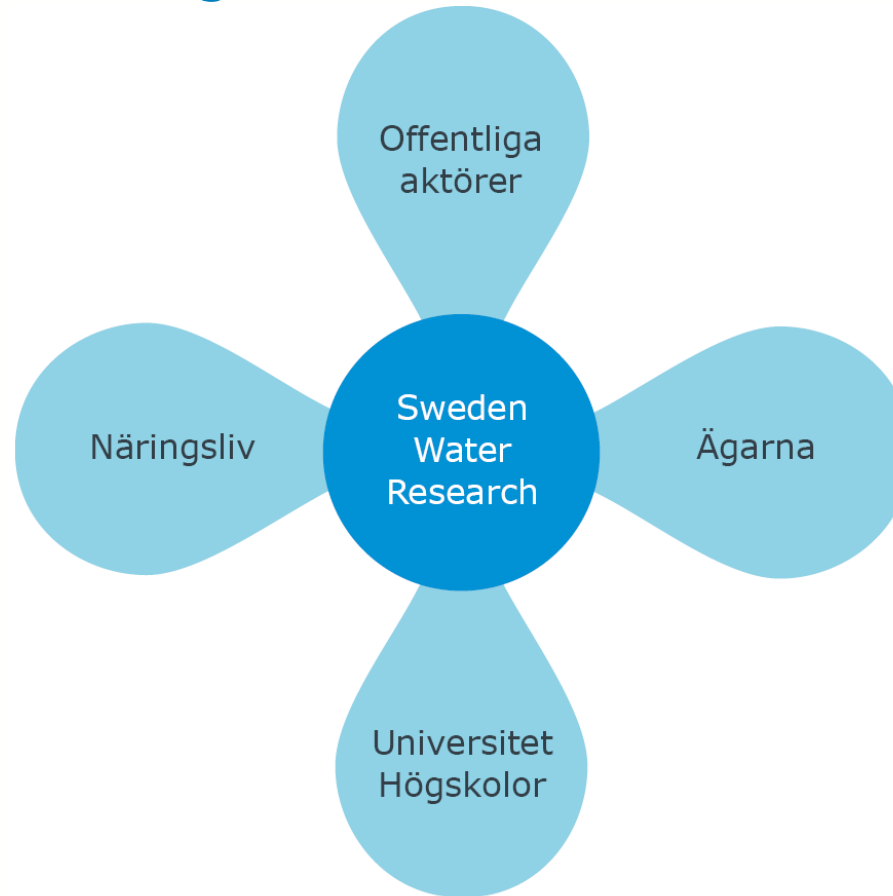 Offentliga
aktörer
Näringsliv
Sweden
Water
Research
Ägarna
Universitet
Högskolor